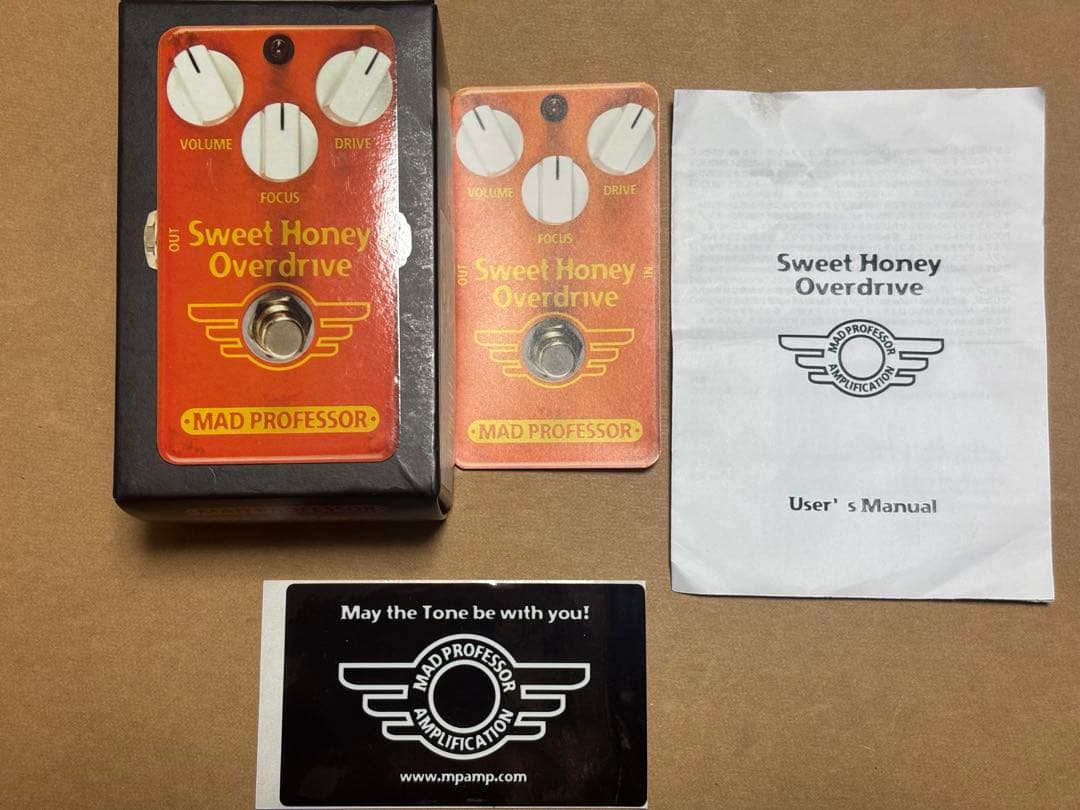 VOLUME
DRIVE
FOCUS
OUT
Sweet Honey
Overdrive
·MAD PROFESSOR·
VOLUME
DRIVE
FOCUS
OUT
IN
Sweet Honey
Overdrive
·MAD PROFESSOR·
Sweet Honey
Overdrive
MAD PROFESSOR
AMPLIFICATION
User's Manual
May the Tone be with you!
MAD PROFESSOR
AMPLIFICATION
www.mpamp.com